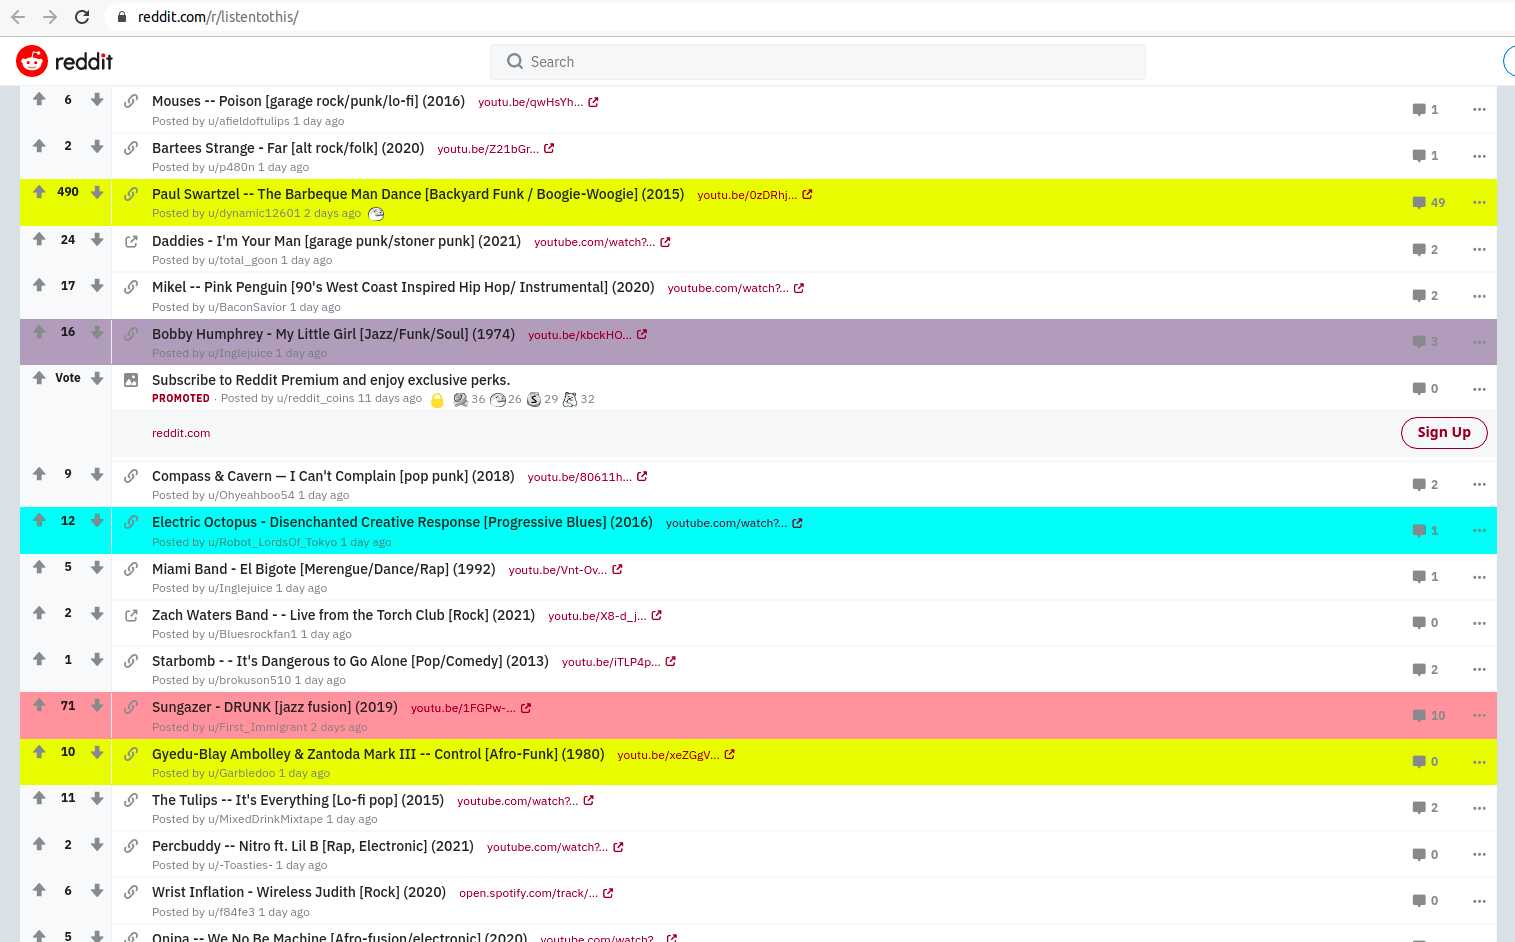 reddit.com/r/listentothis/
reddit Search
6 Mouses -- Poison [garage rock/punk/lo-fi] (2016) youtu.be/qwHsYh... 1
Posted by u/afieldoftulips 1 day ago
2 Bartees Strange - Far [alt rock/folk] (2020) youtu.be/Z21bGr... 1
Posted by u/p480n 1 day ago
490 Paul Swartzel -- The Barbeque Man Dance [Backyard Funk / Boogie-Woogie] (2015) youtu.be/0zDRhj... 49
Posted by u/dynamic12601 2 days ago
24 Daddies - I'm Your Man [garage punk/stoner punk] (2021) youtube.com/watch?... 2
Posted by u/total_goon 1 day ago
17 Mikel -- Pink Penguin [90's West Coast Inspired Hip Hop/ Instrumental] (2020) youtube.com/watch?... 2
Posted by u/BaconSavior 1 day ago
16 Bobby Humphrey - My Little Girl [Jazz/Funk/Soul] (1974) youtu.be/kbckHO... 3
Posted by u/Inglejuice 1 day ago
Vote Subscribe to Reddit Premium and enjoy exclusive perks. 0
PROMOTED · Posted by u/reddit_coins 11 days ago 36 26 29 32
reddit.com Sign Up
9 Compass & Cavern — I Can't Complain [pop punk] (2018) youtu.be/80611h... 2
Posted by u/Ohyeahboo54 1 day ago
12 Electric Octopus - Disenchanted Creative Response [Progressive Blues] (2016) youtube.com/watch?... 1
Posted by u/Robot_LordsOf_Tokyo 1 day ago
5 Miami Band - El Bigote [Merengue/Dance/Rap] (1992) youtu.be/Vnt-Ov... 1
Posted by u/Inglejuice 1 day ago
2 Zach Waters Band - - Live from the Torch Club [Rock] (2021) youtu.be/X8-d_j... 0
Posted by u/Bluesrockfan1 1 day ago
1 Starbomb - - It's Dangerous to Go Alone [Pop/Comedy] (2013) youtu.be/iTLP4p... 2
Posted by u/brokuson510 1 day ago
71 Sungazer - DRUNK [jazz fusion] (2019) youtu.be/1FGPw-... 10
Posted by u/First_Immigrant 2 days ago
10 Gyedu-Blay Ambolley & Zantoda Mark III -- Control [Afro-Funk] (1980) youtu.be/xeZGgV... 0
Posted by u/Garbledoo 1 day ago
11 The Tulips -- It's Everything [Lo-fi pop] (2015) youtube.com/watch?... 2
Posted by u/MixedDrinkMixtape 1 day ago
2 Percbuddy -- Nitro ft. Lil B [Rap, Electronic] (2021) youtube.com/watch?... 0
Posted by u/-Toasties- 1 day ago
6 Wrist Inflation - Wireless Judith [Rock] (2020) open.spotify.com/track/... 0
Posted by u/f84fe3 1 day ago
5 Onipa -- We No Be Machine [Afro-fusion/electronic] (2020) youtube.com/watch?...